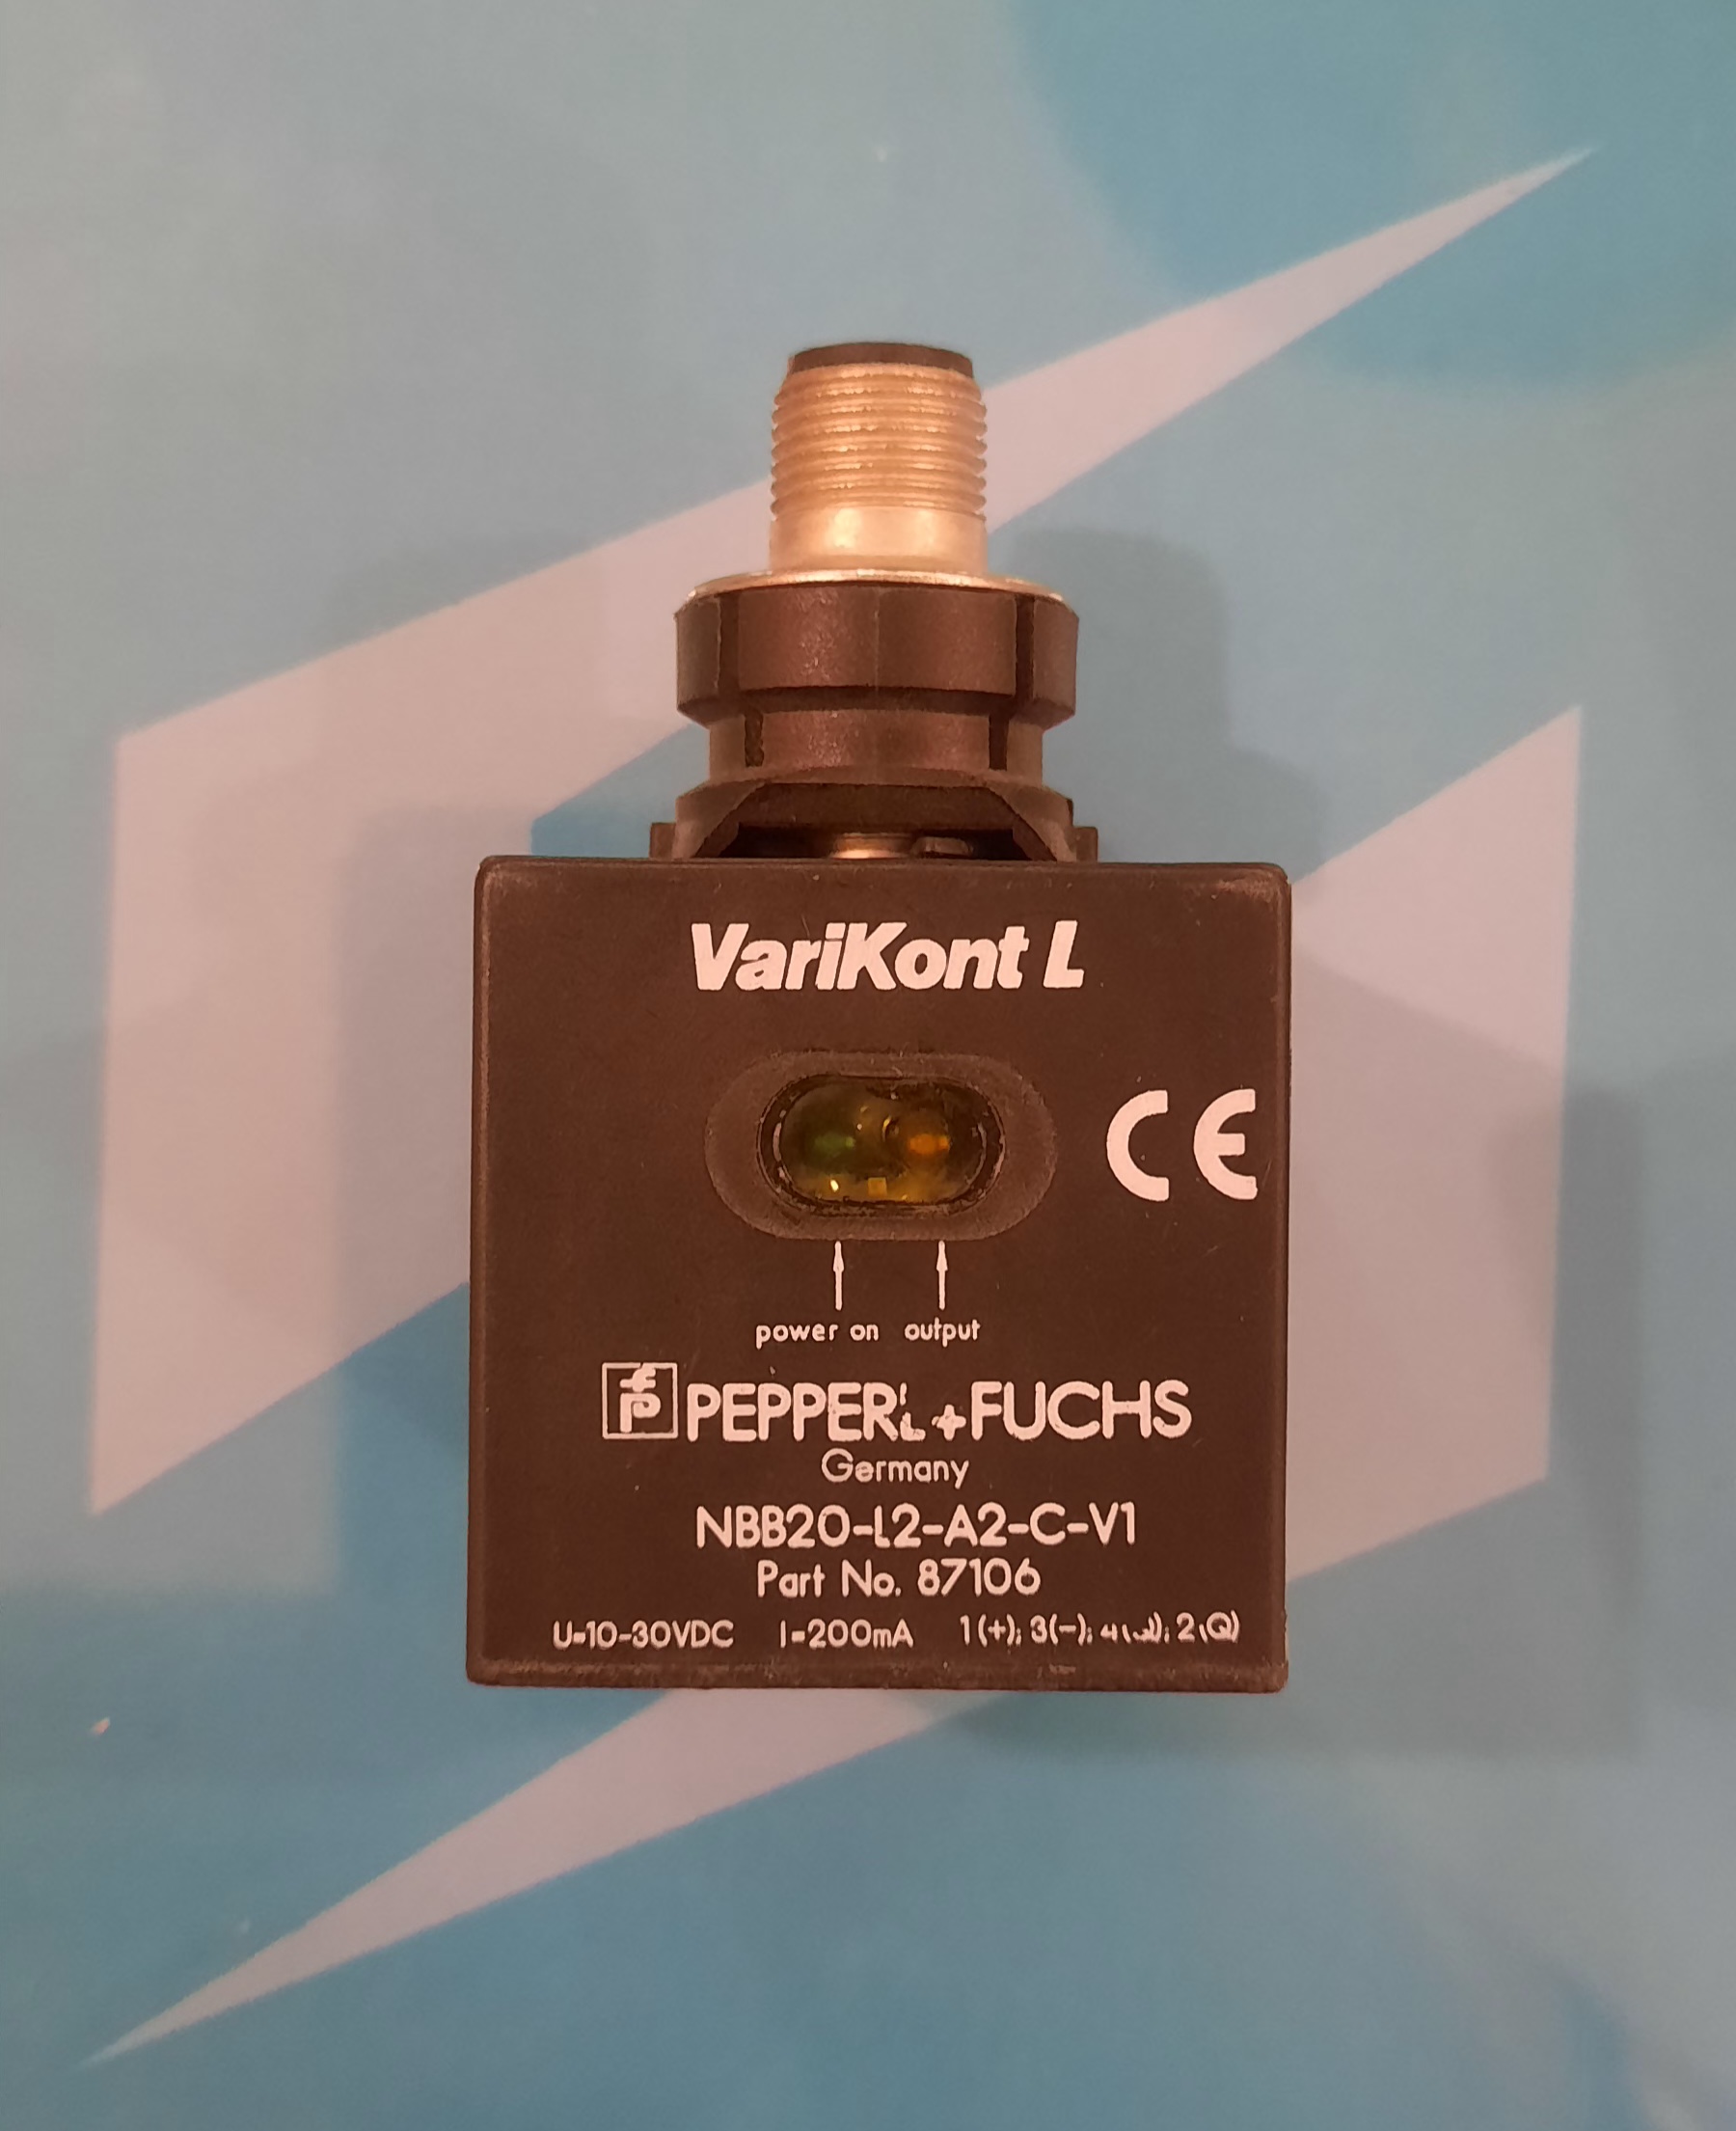 VariKont L
CE
power on output
fp PEPPERL+FUCHS
Germany
NBB20-L2-A2-C-V1
Part No. 87106
U=10-30VDC I=200mA 1(+); 3(-); 2(Q)